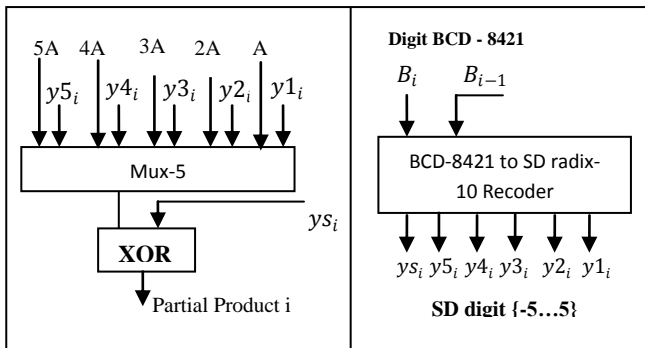 5A 4A 3A 2A A
y5ᵢ y4ᵢ y3ᵢ y2ᵢ y1ᵢ
Mux-5
ysᵢ
XOR
Partial Product i
Digit BCD - 8421
Bᵢ Bᵢ₋₁
BCD-8421 to SD radix-
10 Recoder
ysᵢ y5ᵢ y4ᵢ y3ᵢ y2ᵢ y1ᵢ
SD digit {-5...5}